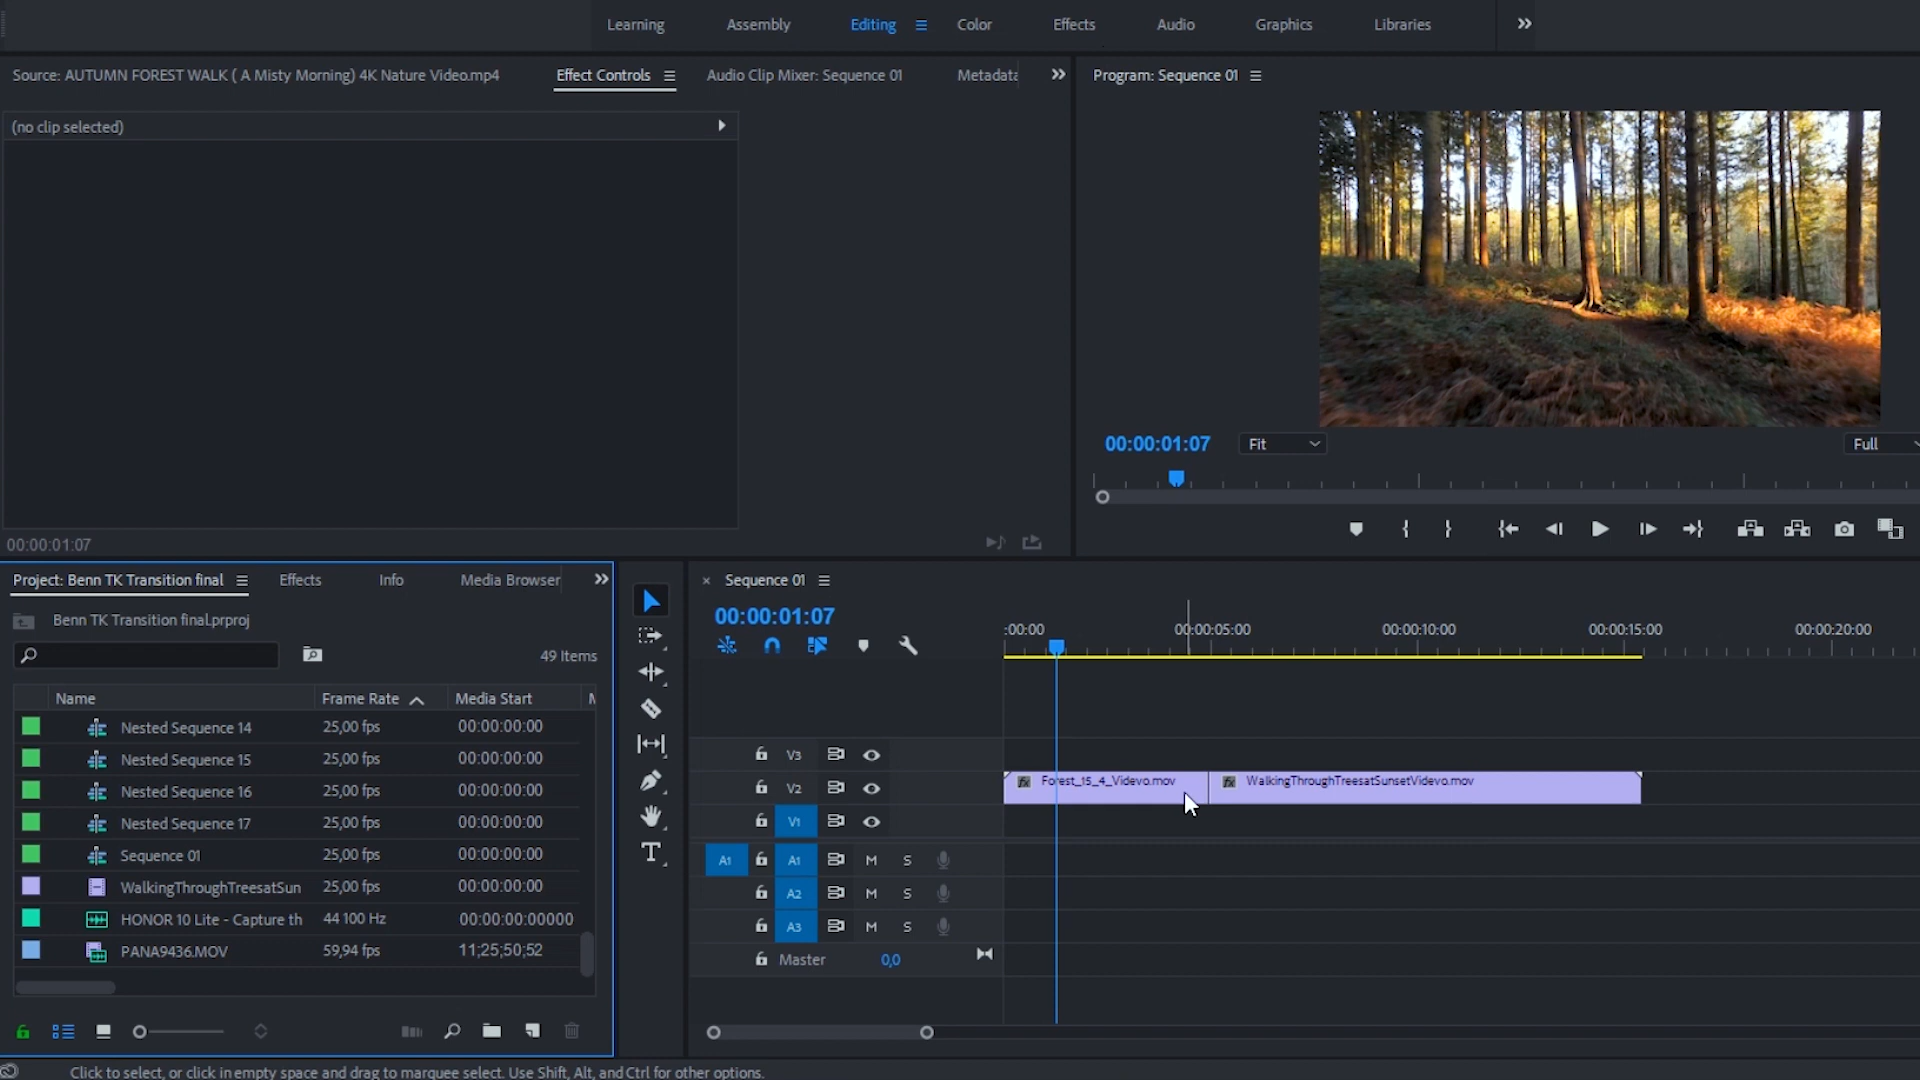 Learning Assembly Editing Color Effects Audio Graphics Libraries
Source: AUTUMN FOREST WALK ( A Misty Morning) 4K Nature Video.mp4 Effect Controls Audio Clip Mixer: Sequence 01 Metadata
Program: Sequence 01
(no clip selected)
00:00:01:07 Fit Full
00:00:01:07
Project: Benn TK Transition final Effects Info Media Browser
Benn TK Transition final.prproj
49 Items
Name Frame Rate Media Start
Nested Sequence 14 25,00 fps 00:00:00:00
Nested Sequence 15 25,00 fps 00:00:00:00
Nested Sequence 16 25,00 fps 00:00:00:00
Nested Sequence 17 25,00 fps 00:00:00:00
Sequence 01 25,00 fps 00:00:00:00
WalkingThroughTreesatSun 25,00 fps 00:00:00:00
HONOR 10 Lite - Capture th 44 100 Hz 00:00:00:00000
PANA9436.MOV 59,94 fps 11;25;50;52
× Sequence 01
00:00:01:07
:00:00 00:00:05:00 00:00:10:00 00:00:15:00 00:00:20:00
V3
V2 fx Forest_15_4_Videvo.mov fx WalkingThroughTreesatSunsetVidevo.mov
V1
A1 A1 M S
A2 M S
A3 M S
Master 0,0
Click to select, or click in empty space and drag to marquee select. Use Shift, Alt, and Ctrl for other options.